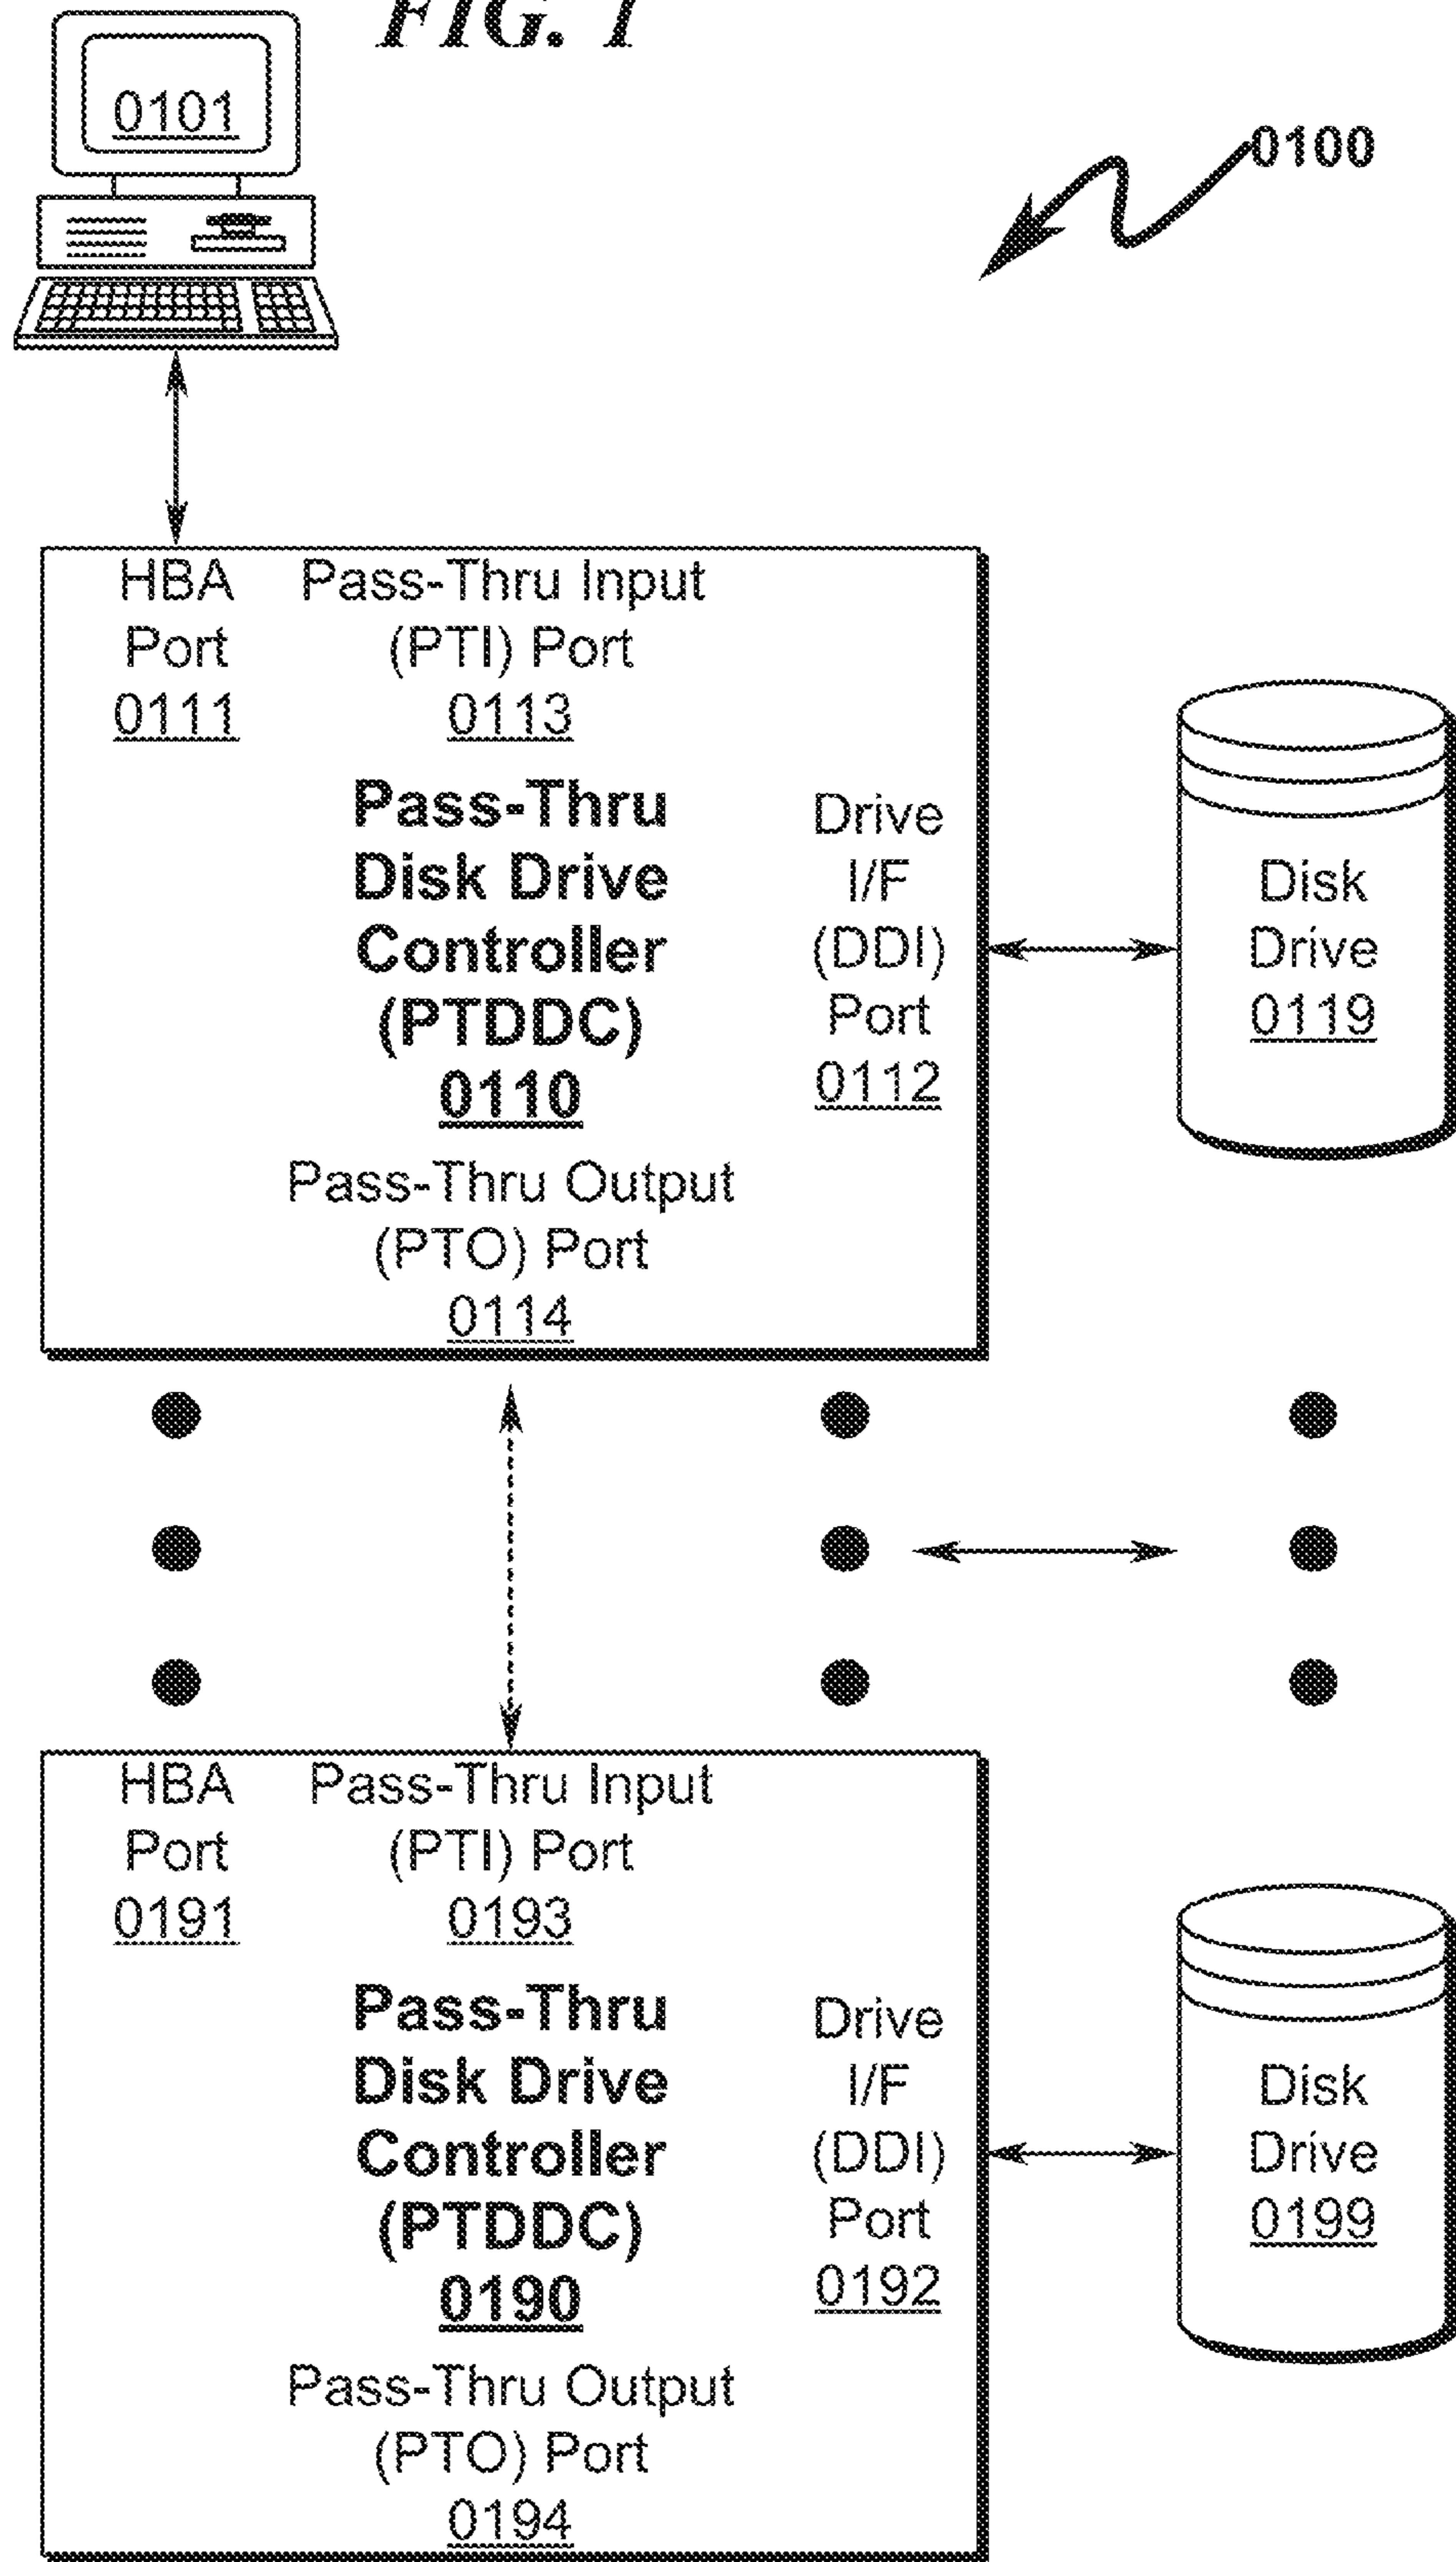 FIG. 1
0101
0100
HBA Pass-Thru Input
Port (PTI) Port
0111 0113
Pass-Thru
Disk Drive
Controller
(PTDDC)
0110
Drive
I/F
(DDI)
Port
0112
Disk
Drive
0119
Pass-Thru Output
(PTO) Port
0114
HBA Pass-Thru Input
Port (PTI) Port
0191 0193
Pass-Thru
Disk Drive
Controller
(PTDDC)
0190
Drive
I/F
(DDI)
Port
0192
Disk
Drive
0199
Pass-Thru Output
(PTO) Port
0194